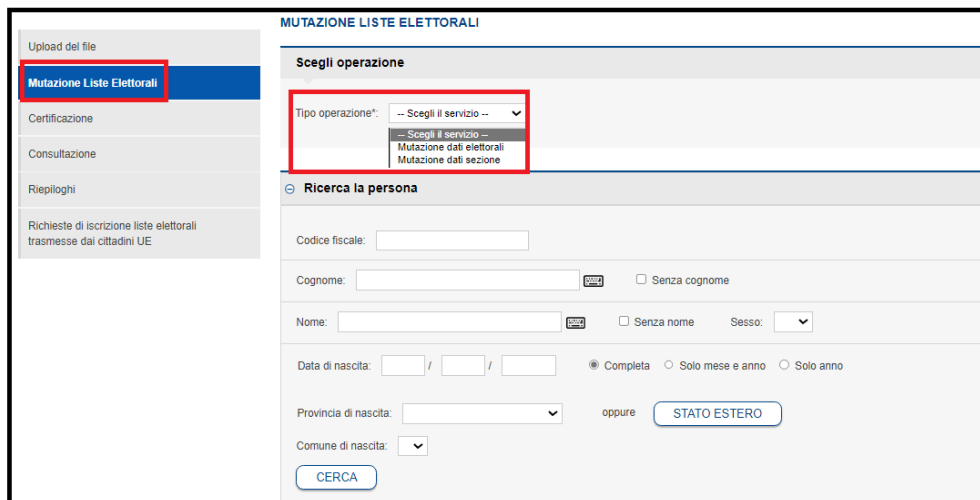 MUTAZIONE LISTE ELETTORALI
Upload del file
Mutazione Liste Elettorali
Certificazione
Consultazione
Riepiloghi
Richieste di iscrizione liste elettorali
trasmesse dai cittadini UE
Scegli operazione
Tipo operazione*: -- Scegli il servizio --
-- Scegli il servizio --
Mutazione dati elettorali
Mutazione dati sezione
Ricerca la persona
Codice fiscale:
Cognome: Senza cognome
Nome: Senza nome Sesso:
Data di nascita: / / Completa Solo mese e anno Solo anno
Provincia di nascita: oppure STATO ESTERO
Comune di nascita:
CERCA